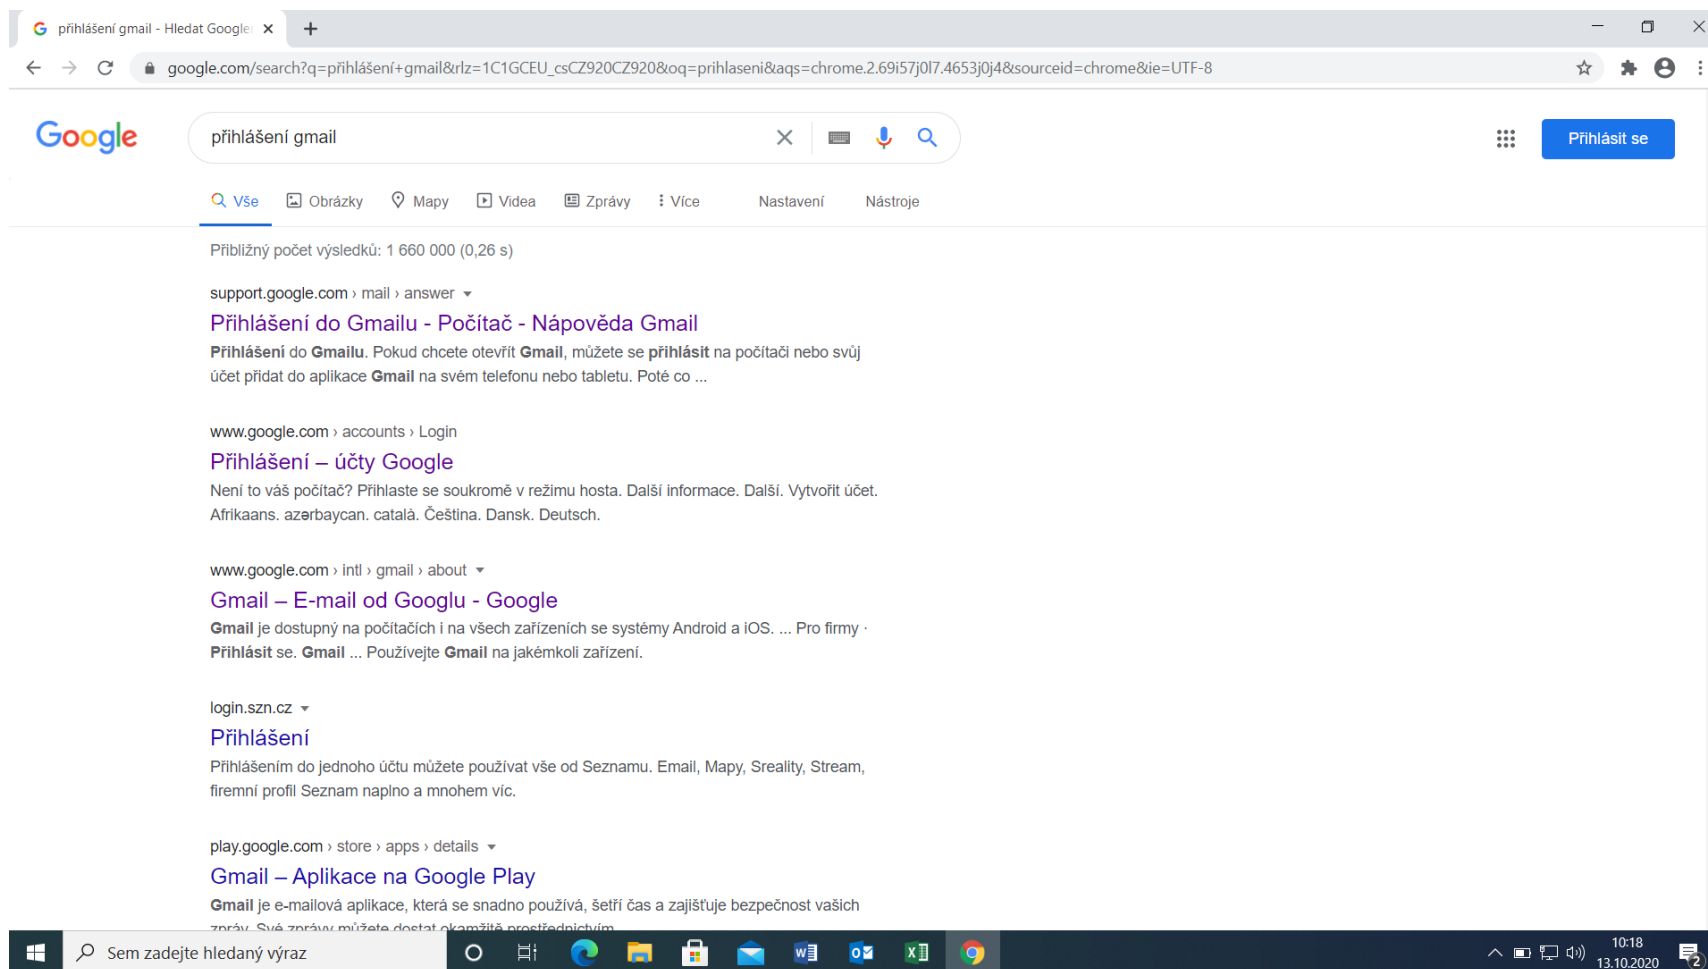 přihlášení gmail - Hledat Google
google.com/search?q=přihlášení+gmail&rlz=1C1GCEU_csCZ920CZ920&oq=prihlaseni&aqs=chrome.2.69i57j0l7.4653j0j4&sourceid=chrome&ie=UTF-8
Google
přihlášení gmail
Přihlásit se
Vše Obrázky Mapy Videa Zprávy Více Nastavení Nástroje
Přibližný počet výsledků: 1 660 000 (0,26 s)
support.google.com › mail › answer
Přihlášení do Gmailu - Počítač - Nápověda Gmail
Přihlášení do Gmailu. Pokud chcete otevřít Gmail, můžete se přihlásit na počítači nebo svůj
účet přidat do aplikace Gmail na svém telefonu nebo tabletu. Poté co ...
www.google.com › accounts › Login
Přihlášení – účty Google
Není to váš počítač? Přihlaste se soukromě v režimu hosta. Další informace. Další. Vytvořit účet.
Afrikaans. azərbaycan. català. Čeština. Dansk. Deutsch.
www.google.com › intl › gmail › about
Gmail – E-mail od Googlu - Google
Gmail je dostupný na počítačích i na všech zařízeních se systémy Android a iOS. ... Pro firmy ·
Přihlásit se. Gmail ... Používejte Gmail na jakémkoli zařízení.
login.szn.cz
Přihlášení
Přihlášením do jednoho účtu můžete používat vše od Seznamu. Email, Mapy, Sreality, Stream,
firemní profil Seznam naplno a mnohem víc.
play.google.com › store › apps › details
Gmail – Aplikace na Google Play
Gmail je e-mailová aplikace, která se snadno používá, šetří čas a zajišťuje bezpečnost vašich
zpráv. Své zprávy můžete dostat okamžitě prostřednictvím
Sem zadejte hledaný výraz
10:18
13.10.2020
2